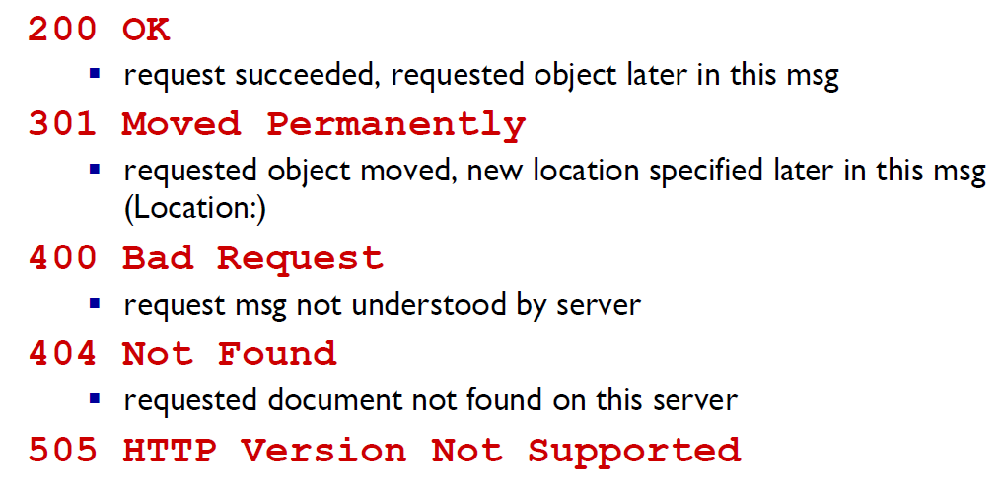 200 OK
▪ request succeeded, requested object later in this msg
301 Moved Permanently
▪ requested object moved, new location specified later in this msg
(Location:)
400 Bad Request
▪ request msg not understood by server
404 Not Found
▪ requested document not found on this server
505 HTTP Version Not Supported